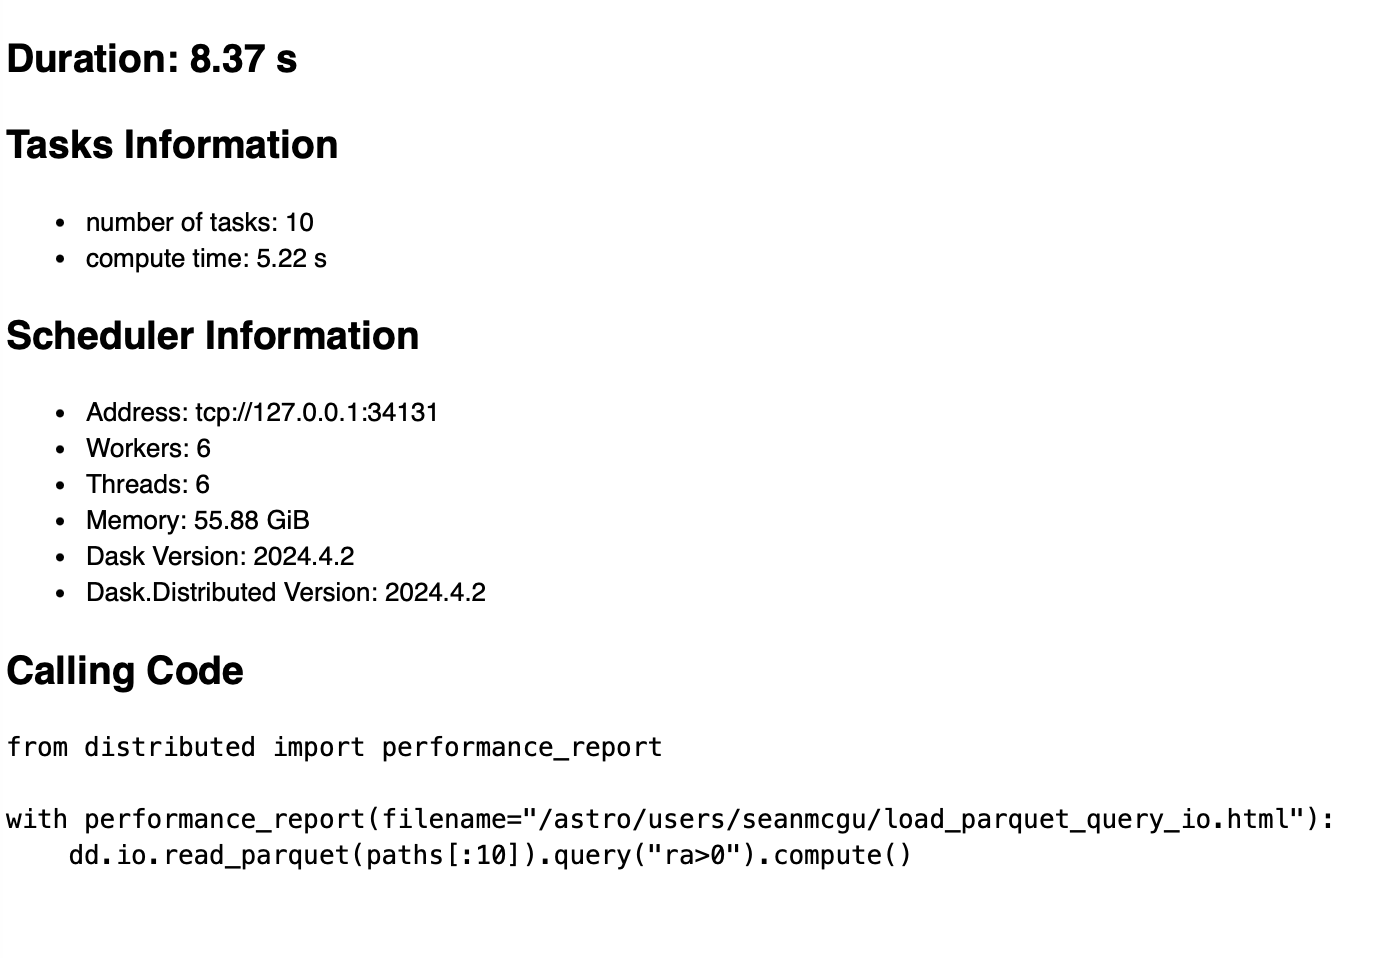 Duration: 8.37 s
Tasks Information
• number of tasks: 10
• compute time: 5.22 s
Scheduler Information
• Address: tcp://127.0.0.1:34131
• Workers: 6
• Threads: 6
• Memory: 55.88 GiB
• Dask Version: 2024.4.2
• Dask.Distributed Version: 2024.4.2
Calling Code
from distributed import performance_report
with performance_report(filename="/astro/users/seanmcgu/load_parquet_query_io.html"):
    dd.io.read_parquet(paths[:10]).query("ra>0").compute()